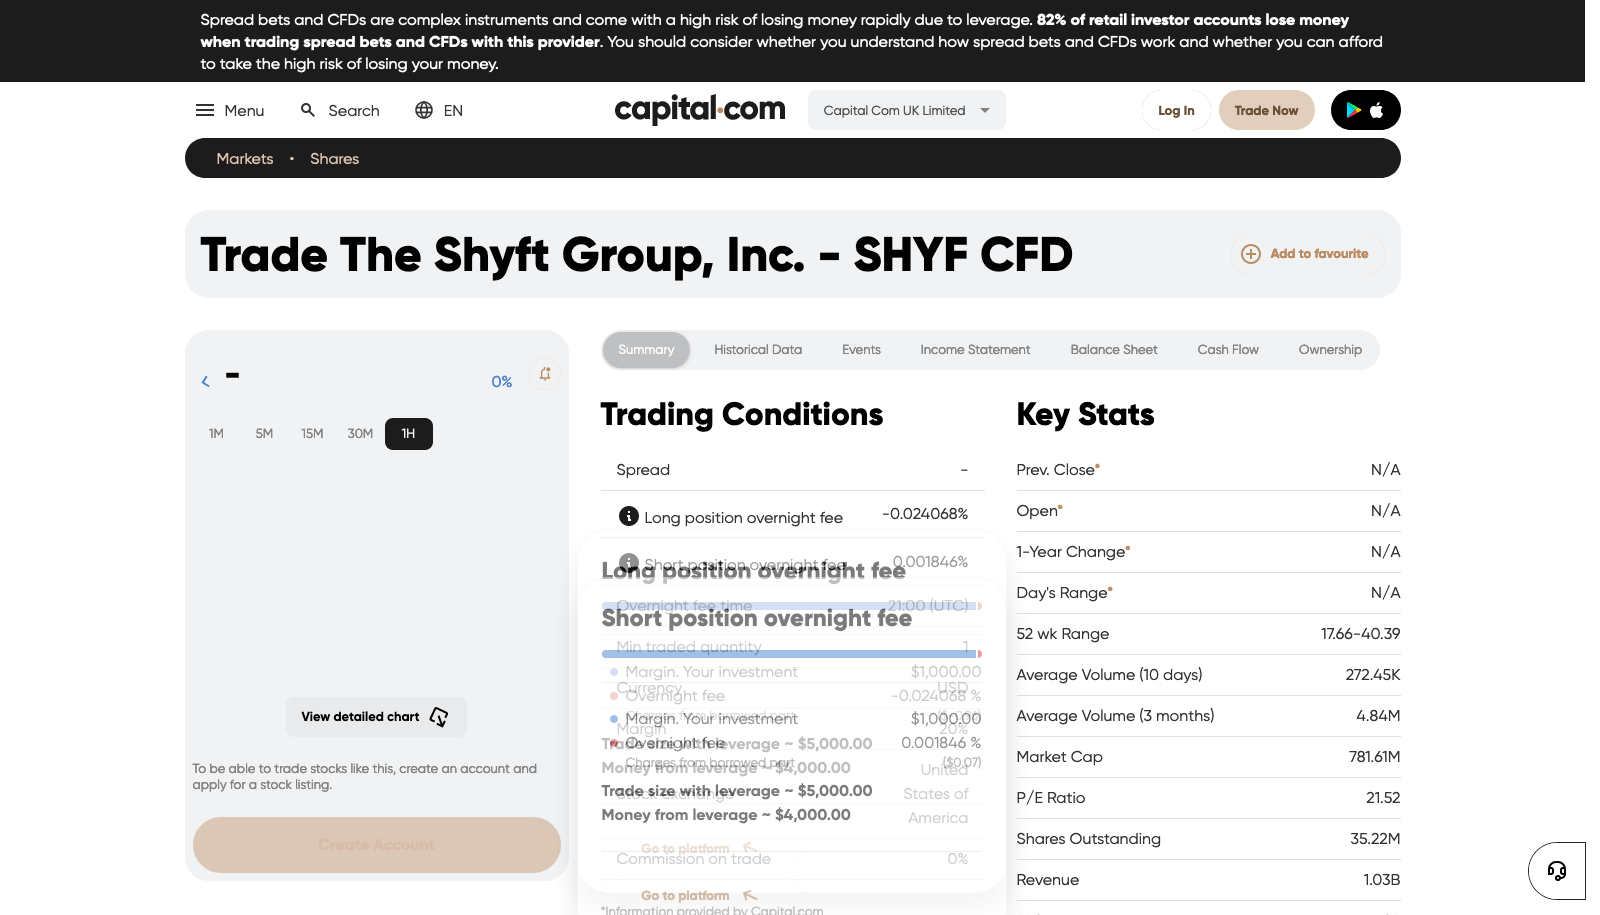 Spread bets and CFDs are complex instruments and come with a high risk of losing money rapidly due to leverage. 82% of retail investor accounts lose money
when trading spread bets and CFDs with this provider. You should consider whether you understand how spread bets and CFDs work and whether you can afford
to take the high risk of losing your money.
Menu Search EN capital.com Capital Com UK Limited Log In Trade Now
Markets • Shares
Trade The Shyft Group, Inc. - SHYF CFD
Add to favourite
- 0%
1M 5M 15M 30M 1H
View detailed chart
To be able to trade stocks like this, create an account and
apply for a stock listing.
Create Account
Summary Historical Data Events Income Statement Balance Sheet Cash Flow Ownership
Trading Conditions
Spread -
Long position overnight fee -0.024068%
Short position overnight fee 0.001846%
Long position overnight fee
Overnight fee time 21:00 (UTC)
Short position overnight fee
Min traded quantity 1
Margin. Your investment $1,000.00
Currency USD
Overnight fee -0.024068 %
Margin. Your investment $1,000.00
Margin 20%
Overnight fee 0.001846 %
Trade size with leverage ~ $5,000.00
Charges from borrowed part ($0.07)
Money from leverage ~ $4,000.00
Trade size with leverage ~ $5,000.00
Stock exchange United
States of
America
Money from leverage ~ $4,000.00
Go to platform
Commission on trade 0%
Go to platform
*Information provided by Capital.com
Key Stats
Prev. Close* N/A
Open* N/A
1-Year Change* N/A
Day's Range* N/A
52 wk Range 17.66-40.39
Average Volume (10 days) 272.45K
Average Volume (3 months) 4.84M
Market Cap 781.61M
P/E Ratio 21.52
Shares Outstanding 35.22M
Revenue 1.03B